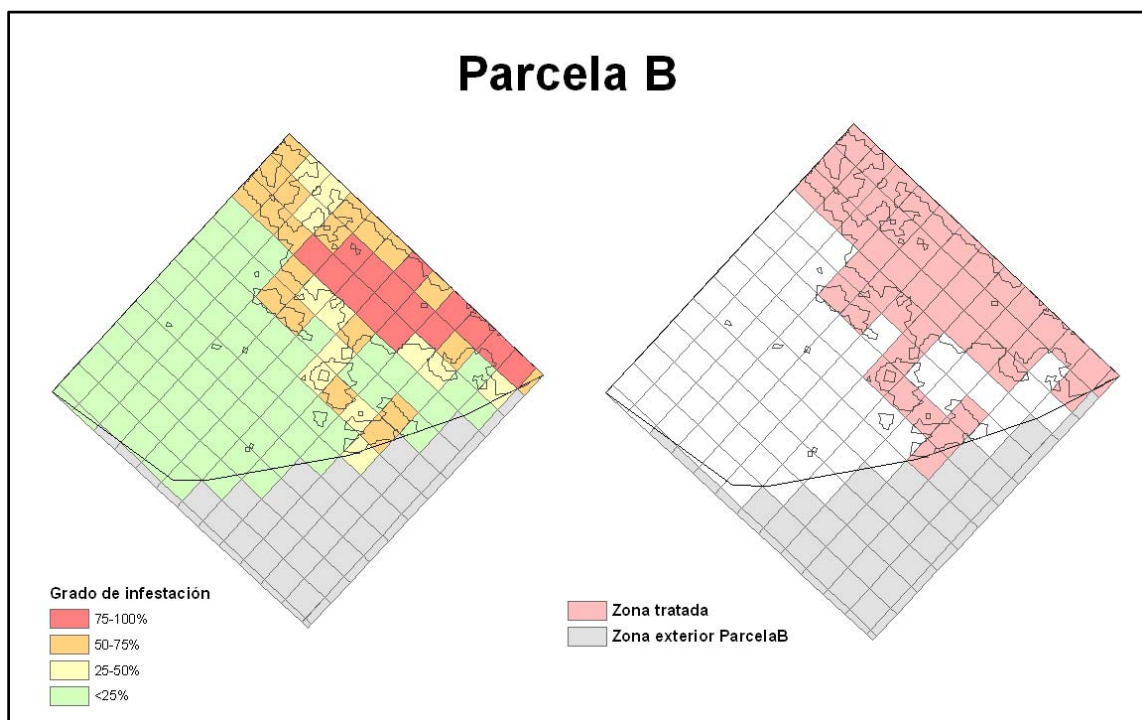 Parcela B
Grado de infestación
75-100%
50-75%
25-50%
<25%
Zona tratada
Zona exterior ParcelaB